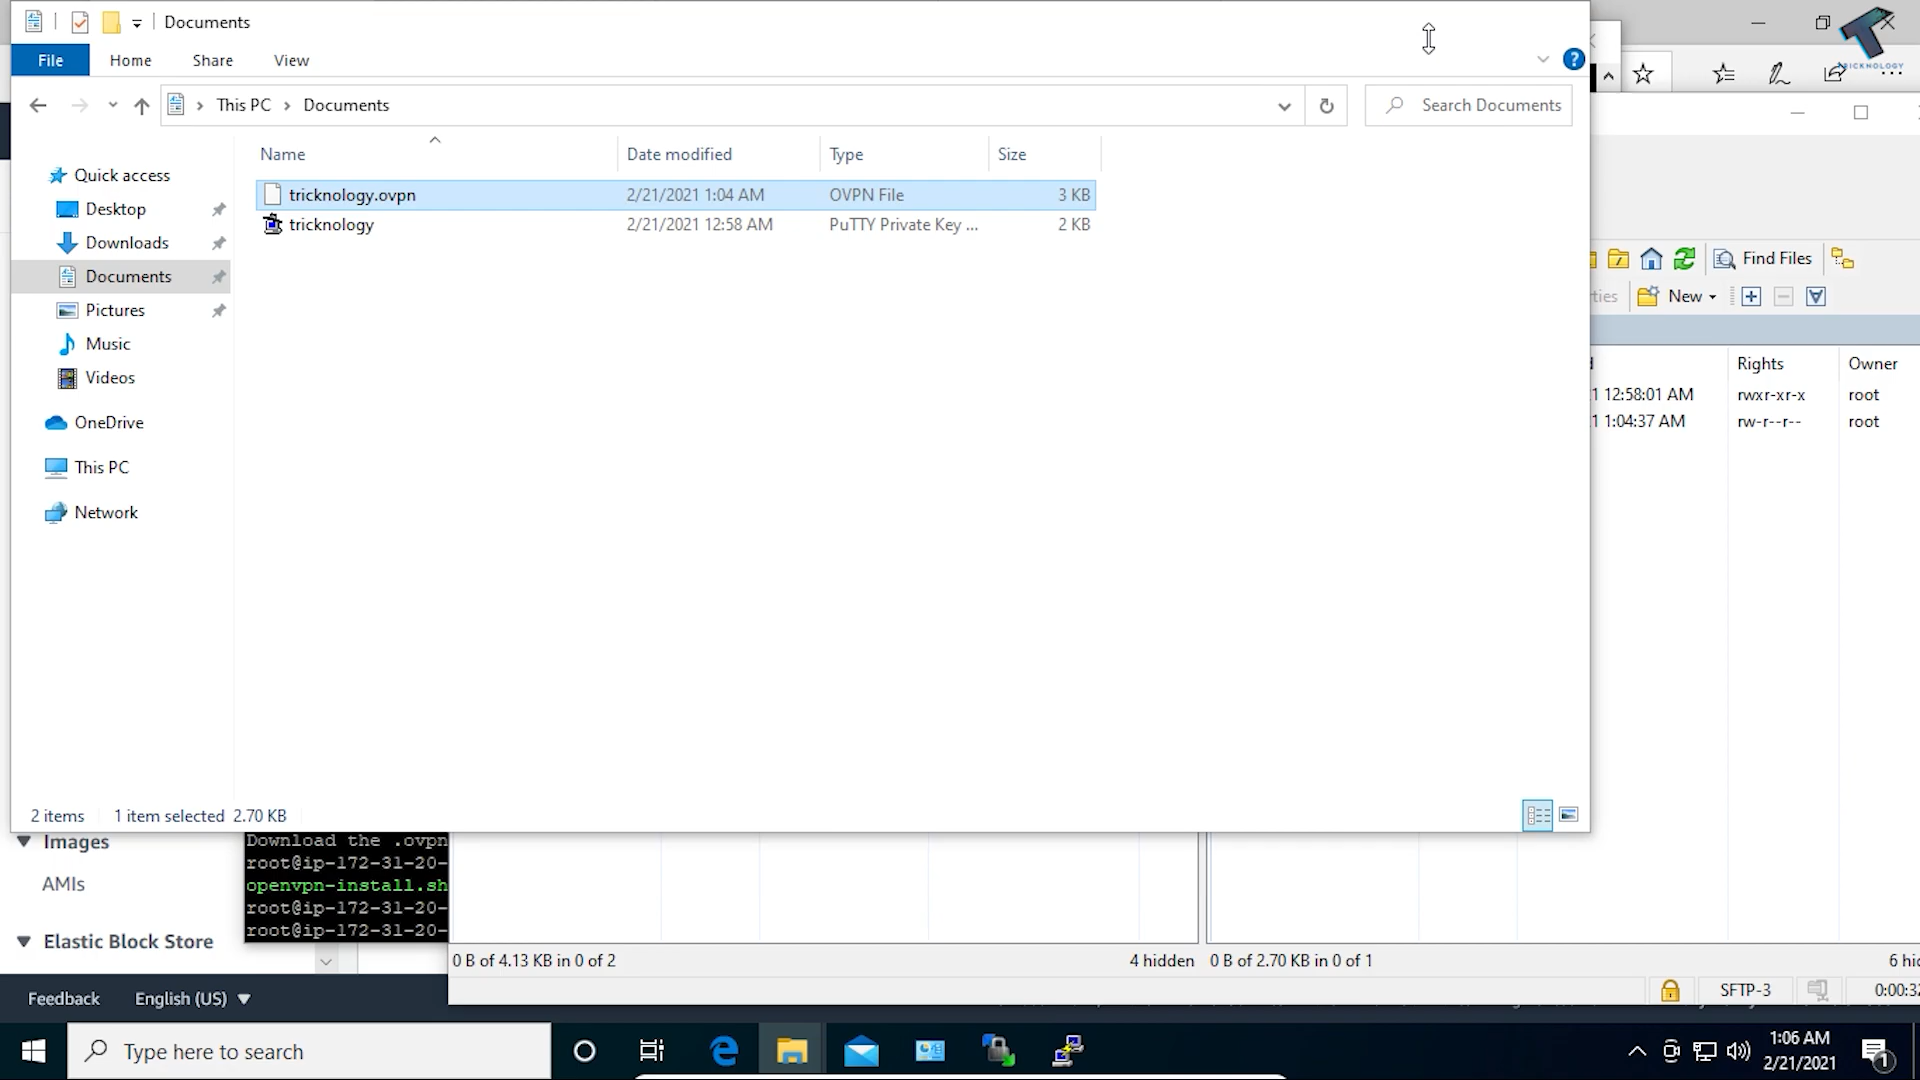 Documents
File Home Share View
?
This PC Documents
Search Documents
Name Date modified Type Size
tricknology.ovpn 2/21/2021 1:04 AM OVPN File 3 KB
tricknology 2/21/2021 12:58 AM PuTTY Private Key ... 2 KB
Quick access
Desktop
Downloads
Documents
Pictures
Music
Videos
OneDrive
This PC
Network
2 items 1 item selected 2.70 KB
Find Files
ties New
Rights Owner
1 12:58:01 AM rwxr-xr-x root
1 1:04:37 AM rw-r--r-- root
Images
AMIs
Elastic Block Store
Download the .ovpn
root@ip-172-31-20-
openvpn-install.sh
root@ip-172-31-20-
root@ip-172-31-20-
0 B of 4.13 KB in 0 of 2 4 hidden 0 B of 2.70 KB in 0 of 1 6 hid
Feedback English (US)
SFTP-3 0:00:32
Type here to search
1:06 AM
2/21/2021
1